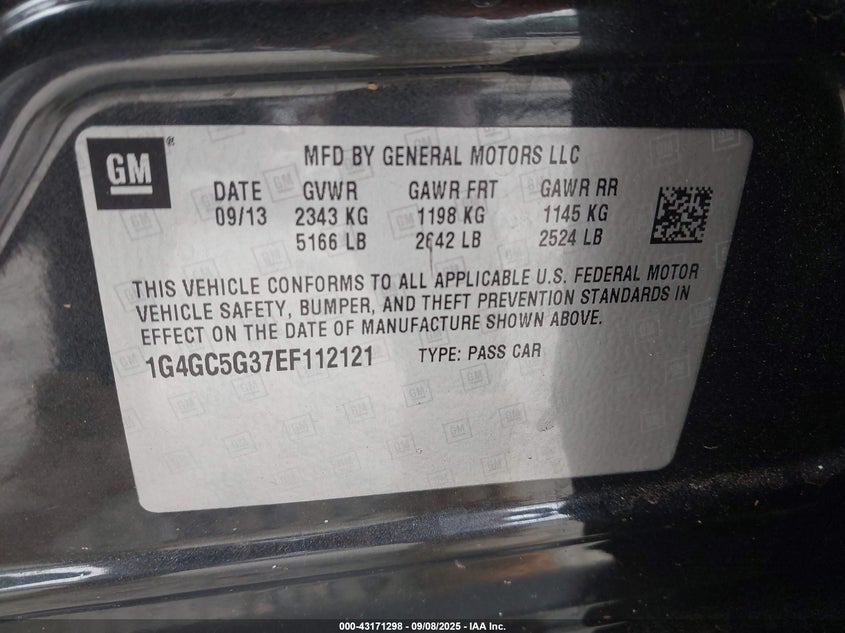 GM ®
MFD BY GENERAL MOTORS LLC
DATE GVWR GAWR FRT GAWR RR
09/13 2343 KG 1198 KG 1145 KG
5166 LB 2642 LB 2524 LB
THIS VEHICLE CONFORMS TO ALL APPLICABLE U.S. FEDERAL MOTOR
VEHICLE SAFETY, BUMPER, AND THEFT PREVENTION STANDARDS IN
EFFECT ON THE DATE OF MANUFACTURE SHOWN ABOVE.
1G4GC5G37EF112121 TYPE: PASS CAR
000-43171298 - 09/08/2025 - IAA Inc.